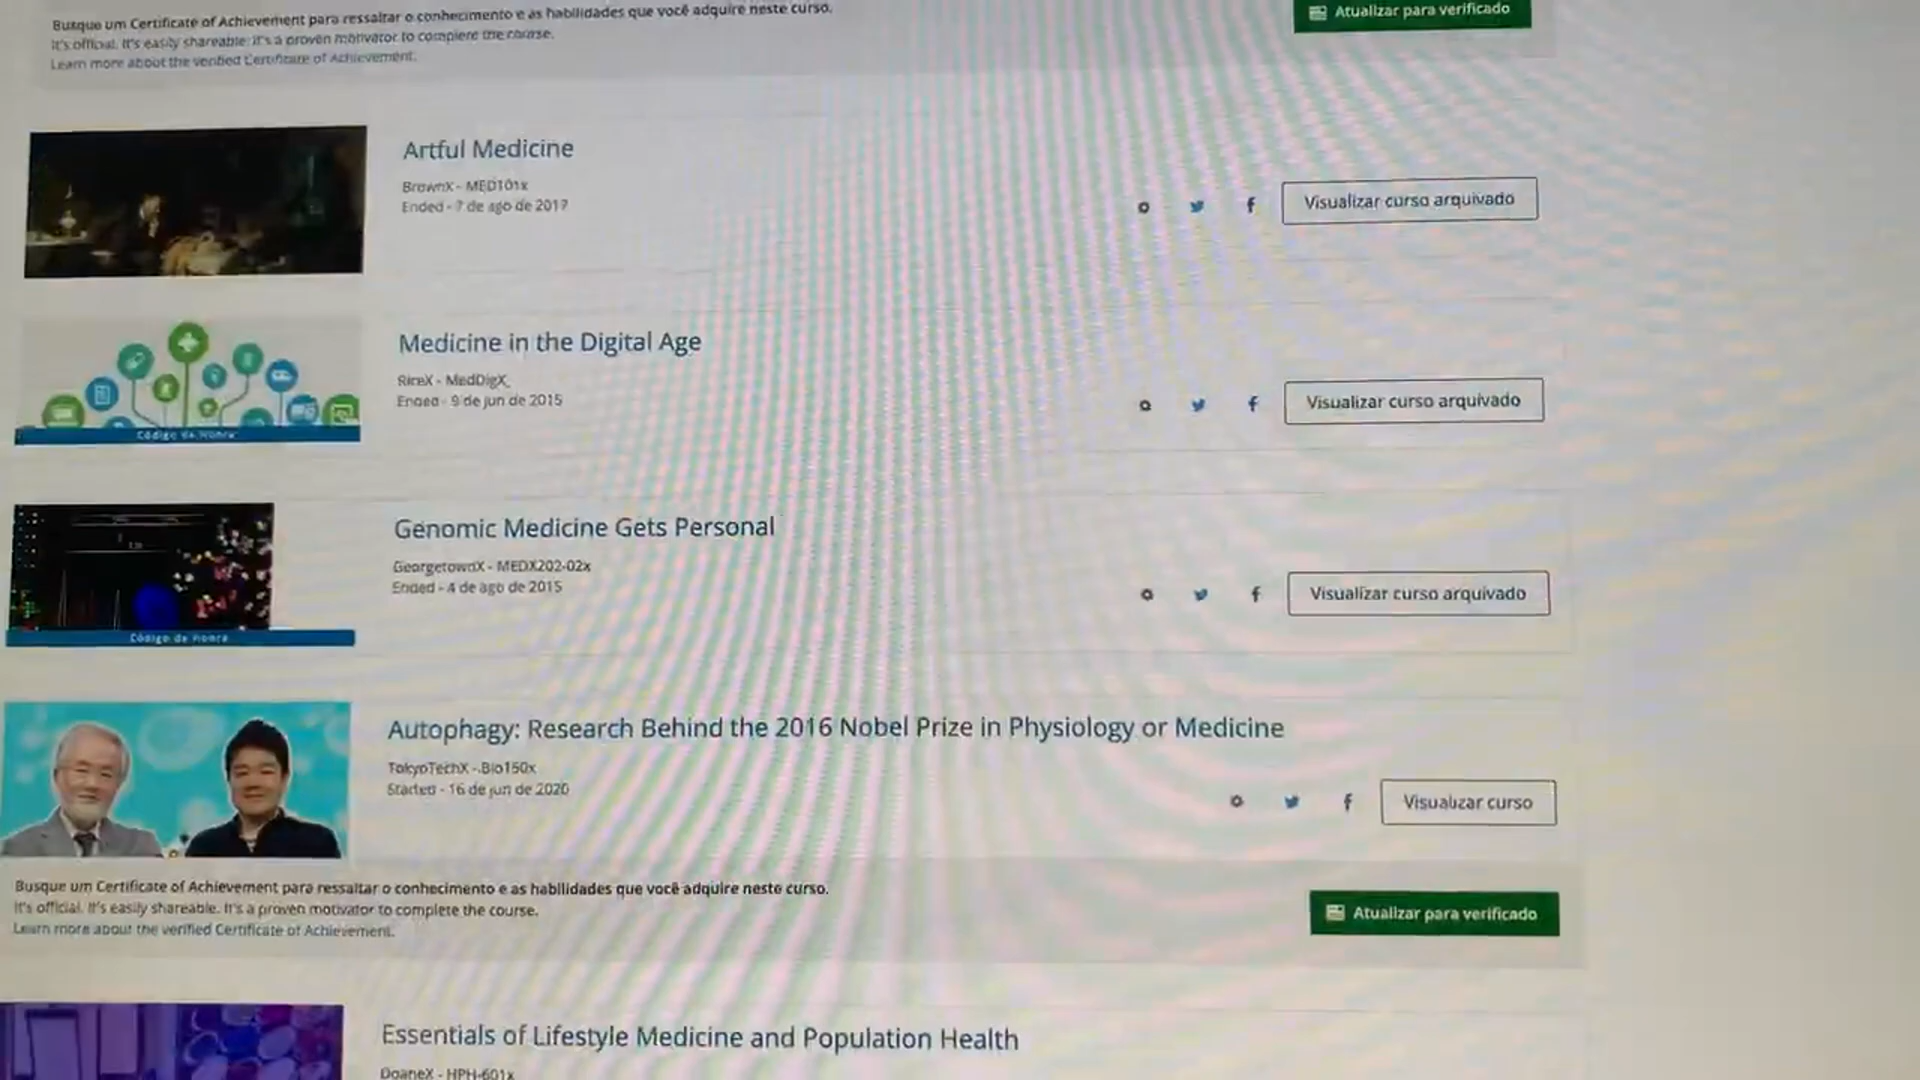 Busque um Certificate of Achievement para ressaltar o conhecimento e as habilidades que você adquire neste curso.
It's official. It's easily shareable. It's a proven motivator to complete the course.
Learn more about the verified Certificate of Achievement.
Atualizar para verificado
Artful Medicine
BrownX - MED101x
Ended - 7 de ago de 2017
Visualizar curso arquivado
Medicine in the Digital Age
RiceX - MedDigX
Ended - 9 de jun de 2015
Visualizar curso arquivado
Código de Honra
Genomic Medicine Gets Personal
GeorgetownX - MEDX202-02x
Ended - 4 de ago de 2015
Visualizar curso arquivado
Código de Honra
Autophagy: Research Behind the 2016 Nobel Prize in Physiology or Medicine
TokyoTechX - Bio150x
Started - 16 de jun de 2020
Visualizar curso
Busque um Certificate of Achievement para ressaltar o conhecimento e as habilidades que você adquire neste curso.
It's official. It's easily shareable. It's a proven motivator to complete the course.
Learn more about the verified Certificate of Achievement.
Atualizar para verificado
Essentials of Lifestyle Medicine and Population Health
DoaneX - HPH-601x